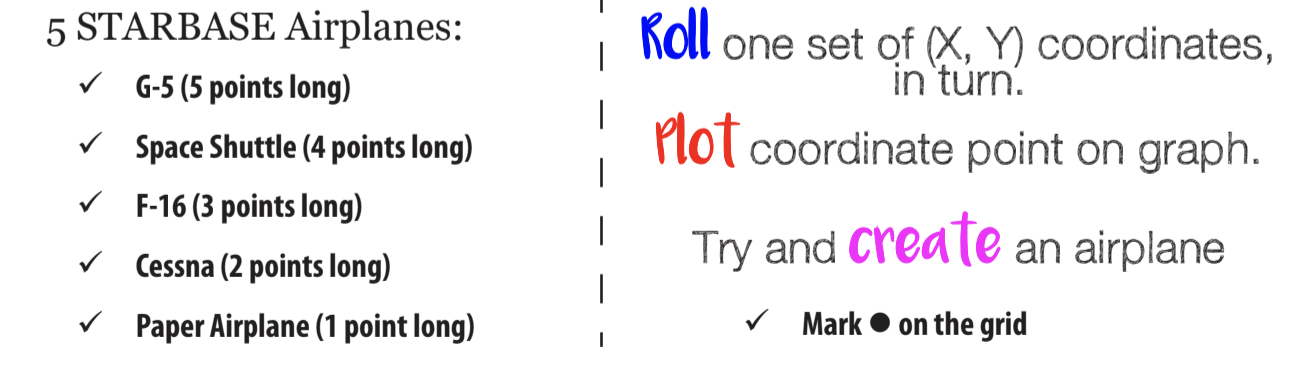 5 STARBASE Airplanes:
✓ G-5 (5 points long)
✓ Space Shuttle (4 points long)
✓ F-16 (3 points long)
✓ Cessna (2 points long)
✓ Paper Airplane (1 point long)
Roll one set of (X, Y) coordinates,
in turn.
Plot coordinate point on graph.
Try and create an airplane
✓ Mark ● on the grid